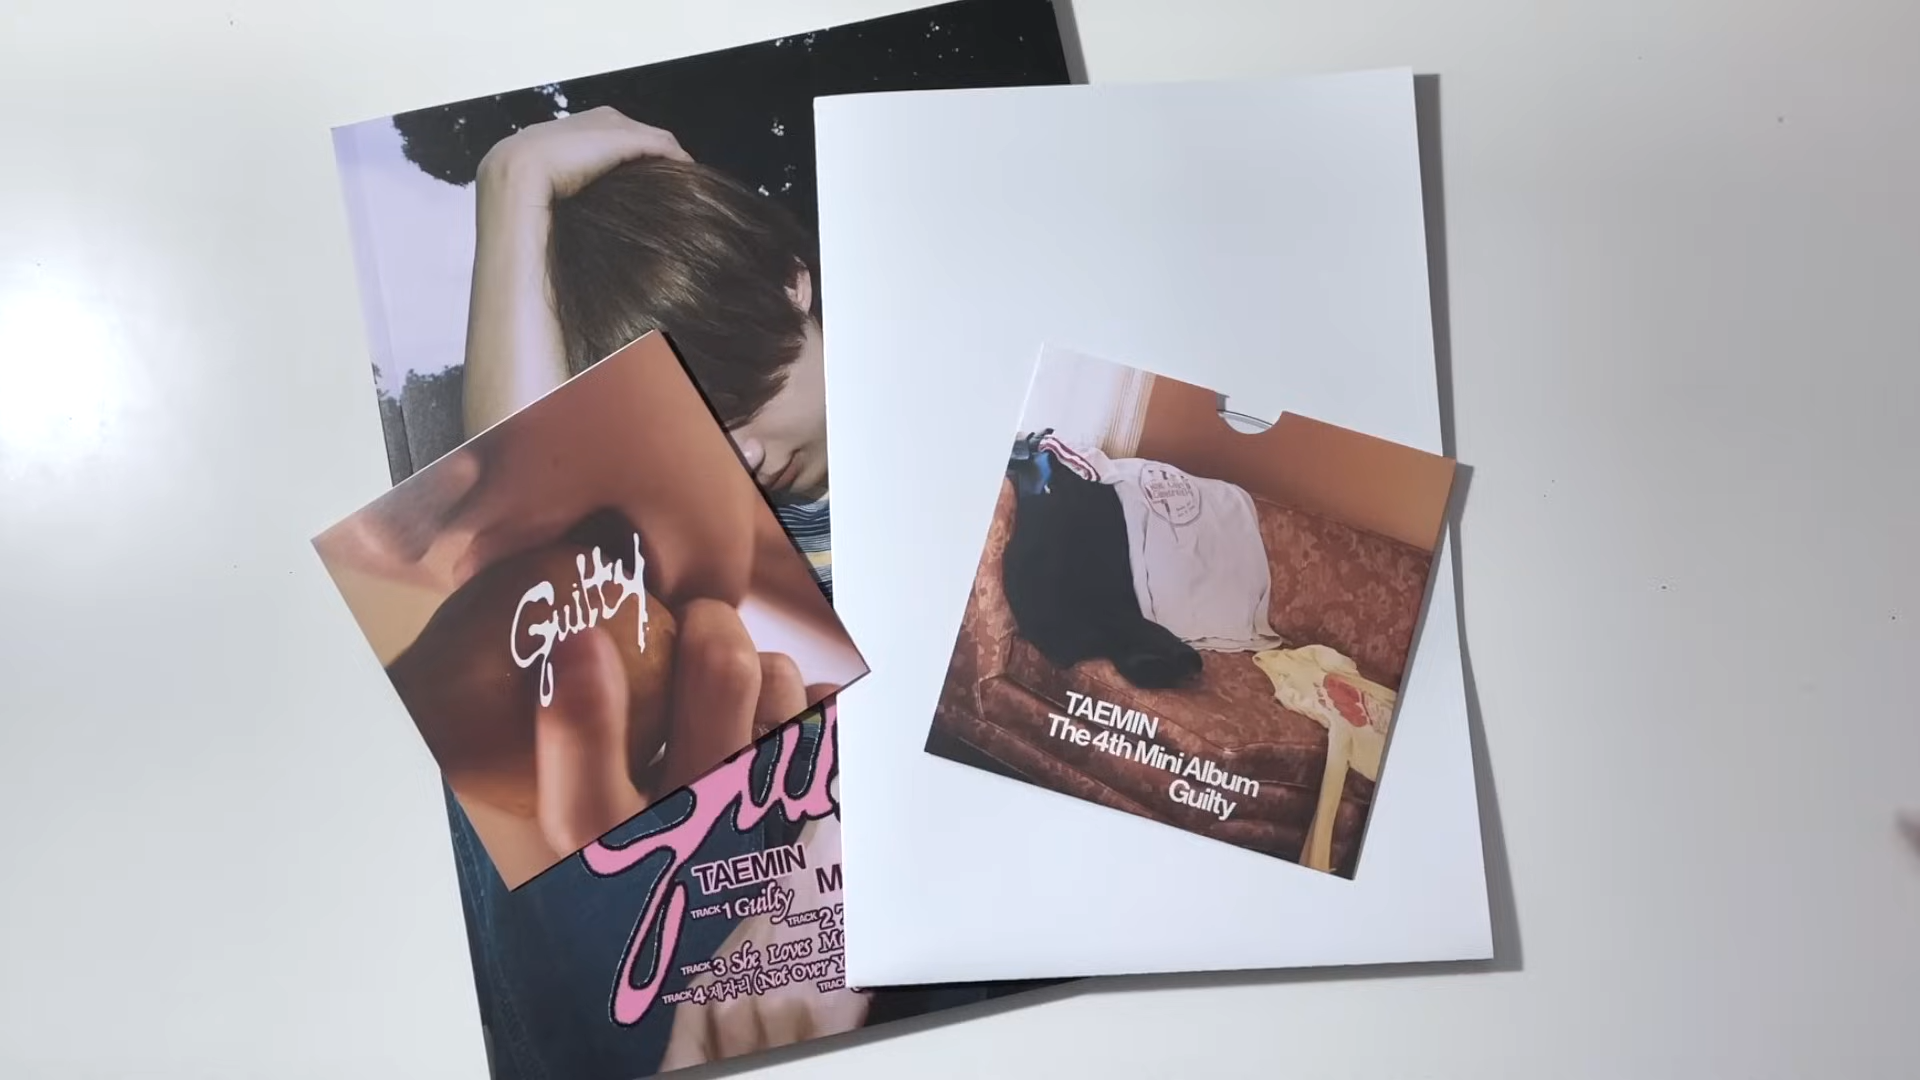 Guilty
TAEMIN
The 4th Mini Album
Guilty
TAEMIN
TRACK 1 Guilty
TRACK 2
TRACK 3 She Loves Me
TRACK 4 제자리 (Not Over
TRACK